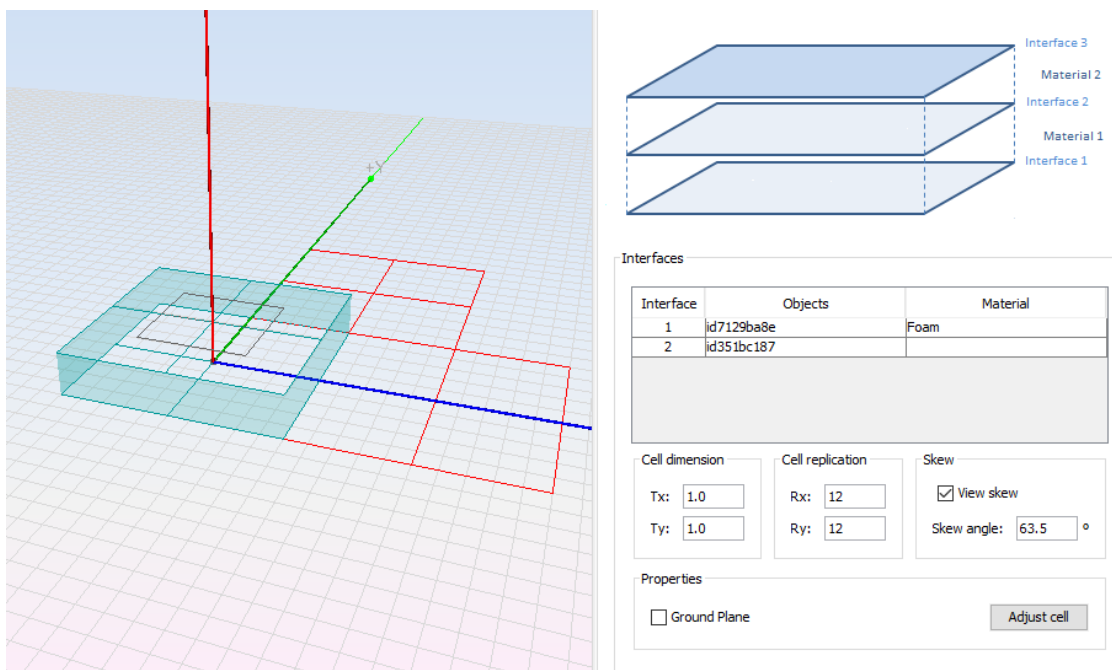 +Y
Interface 3
Material 2
Interface 2
Material 1
Interface 1
Interfaces
Interface Objects Material
1 id7129ba8e Foam
2 id351bc187
Cell dimension Cell replication Skew
Tx: 1.0 Rx: 12 View skew
Ty: 1.0 Ry: 12 Skew angle: 63.5 º
Properties
Ground Plane Adjust cell